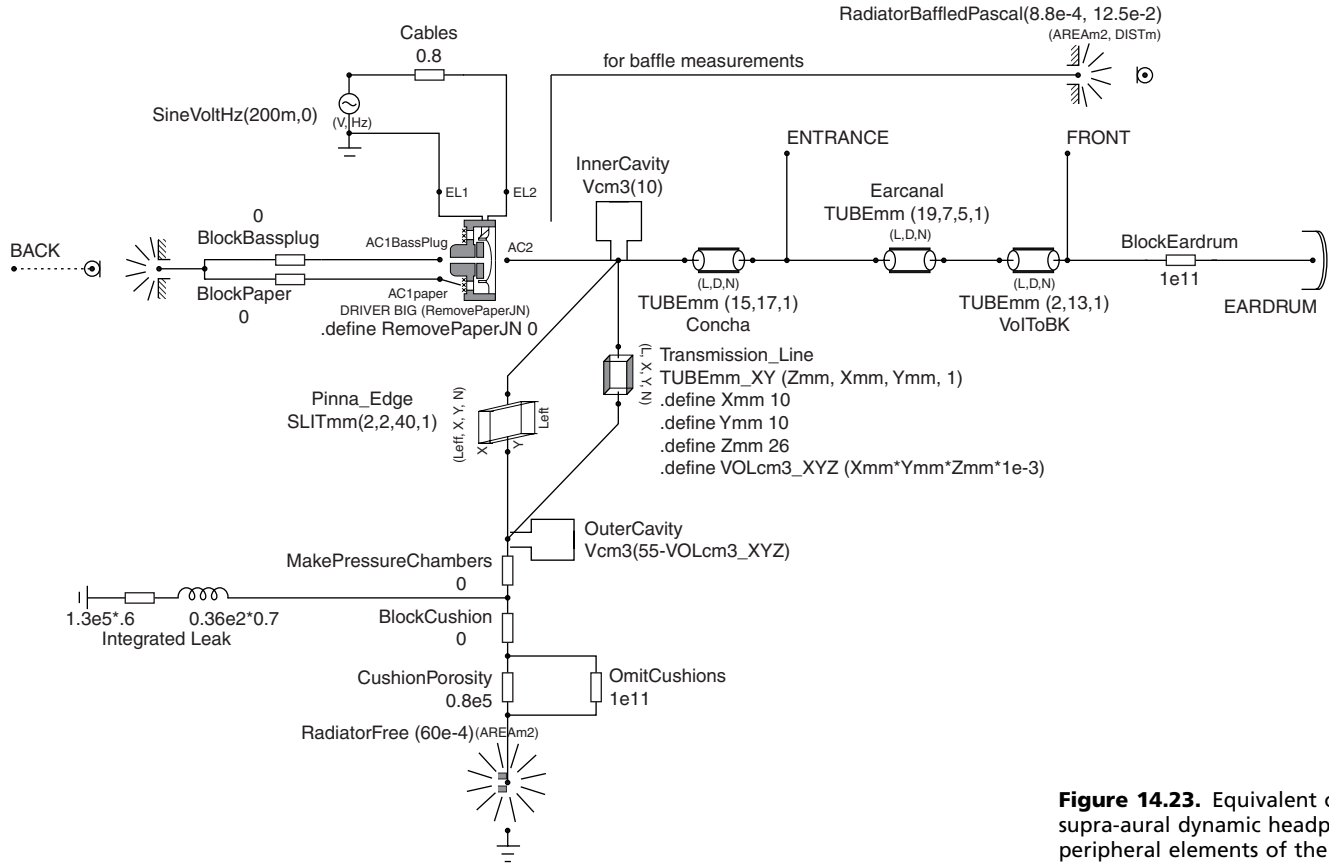 RadiatorBaffledPascal(8.8e-4, 12.5e-2)
(AREAm2, DISTm)
Cables
0.8
for baffle measurements
SineVoltHz(200m,0)
(V, Hz)
ENTRANCE
FRONT
InnerCavity
Vcm3(10)
EL1
EL2
Earcanal
TUBEmm (19,7,5,1)
(L,D,N)
0
BlockBassplug
BACK
AC1BassPlug
AC2
BlockEardrum
1e11
BlockPaper
0
AC1paper
DRIVER BIG (RemovePaperJN)
.define RemovePaperJN 0
(L,D,N)
TUBEmm (15,17,1)
Concha
(L,D,N)
TUBEmm (2,13,1)
VolToBK
EARDRUM
(L, X, Y, N)
Transmission_Line
TUBEmm_XY (Zmm, Xmm, Ymm, 1)
.define Xmm 10
.define Ymm 10
.define Zmm 26
.define VOLcm3_XYZ (Xmm*Ymm*Zmm*1e-3)
Pinna_Edge
SLITmm(2,2,40,1)
(Leff, X, Y, N)
X
Y
Left
OuterCavity
Vcm3(55-VOLcm3_XYZ)
MakePressureChambers
0
1.3e5*.6
0.36e2*0.7
Integrated Leak
BlockCushion
0
CushionPorosity
0.8e5
OmitCushions
1e11
RadiatorFree (60e-4) (AREAm2)
Figure 14.23. Equivalent c
supra-aural dynamic headp
peripheral elements of the